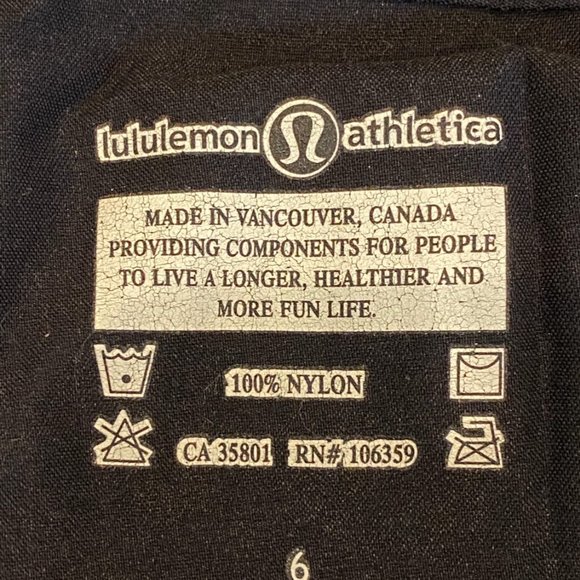 lululemon athletica
MADE IN VANCOUVER, CANADA
PROVIDING COMPONENTS FOR PEOPLE
TO LIVE A LONGER, HEALTHIER AND
MORE FUN LIFE.
100% NYLON
CA 35801 RN# 106359
6